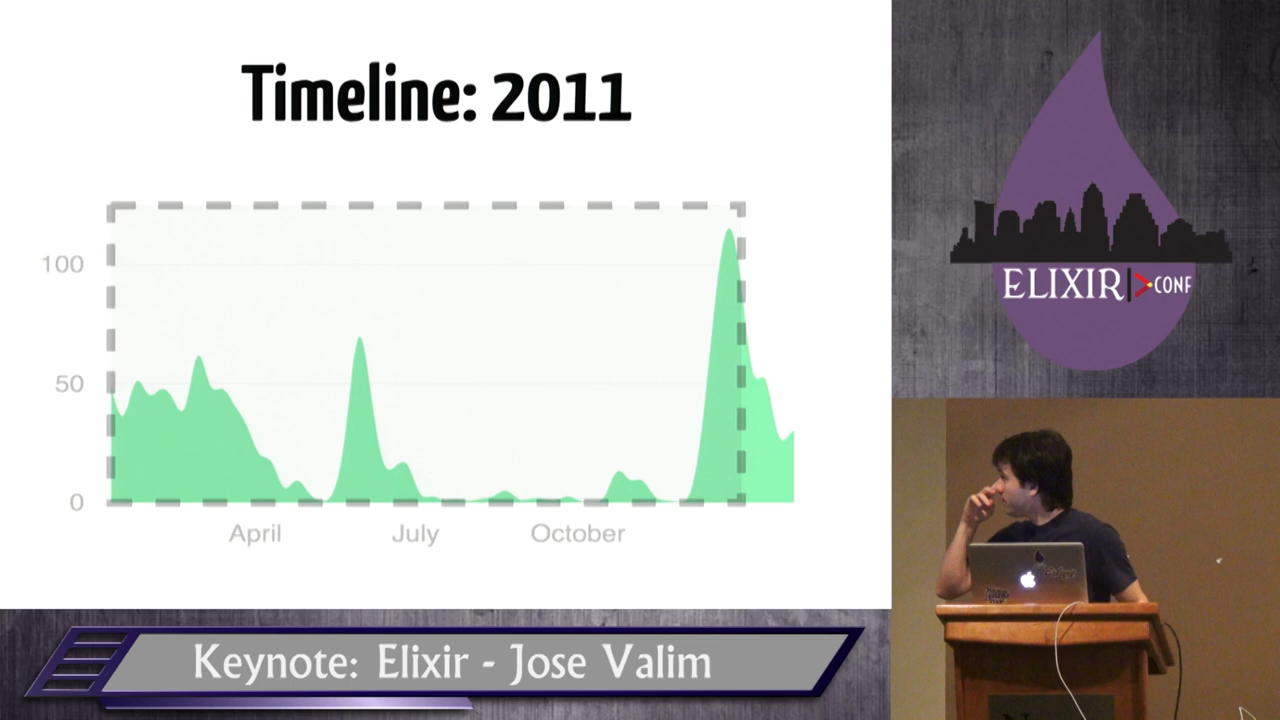 Timeline: 2011
100
50
0
April
July
October
ELIXIR|>CONF
Keynote: Elixir - Jose Valim